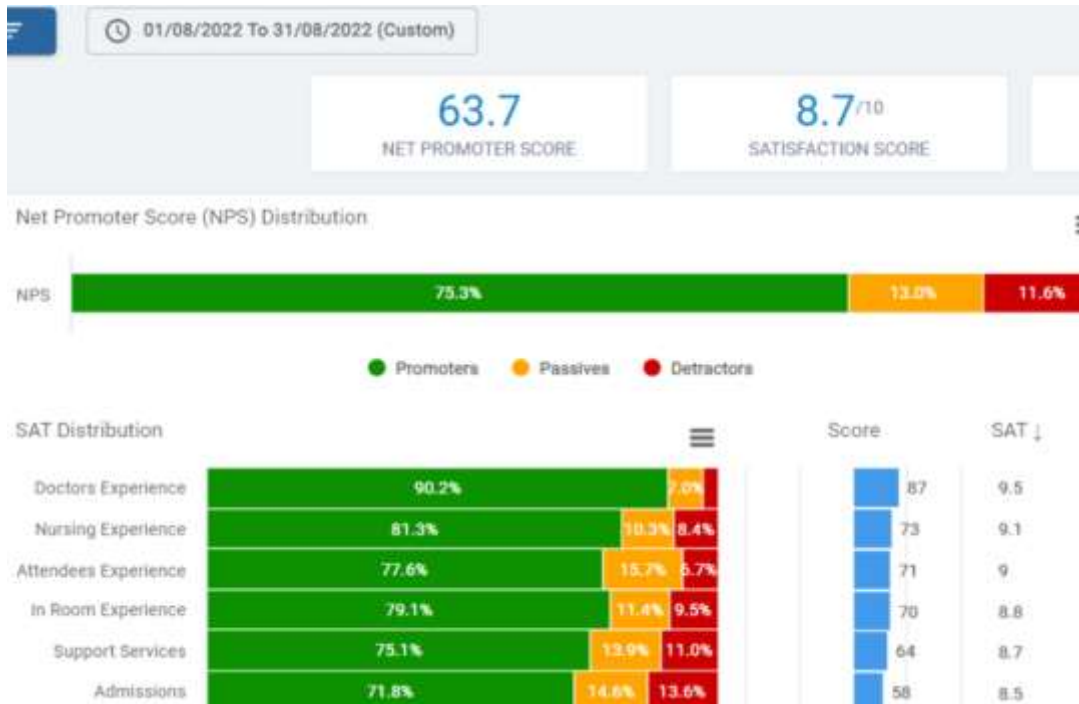 01/08/2022 To 31/08/2022 (Custom)
63.7
NET PROMOTER SCORE
8.7/10
SATISFACTION SCORE
Net Promoter Score (NPS) Distribution
NPS 75.3% 13.0% 11.6%
Promoters Passives Detractors
SAT Distribution Score SAT ↓
Doctors Experience 90.2% 7.0% 87 9.5
Nursing Experience 81.3% 10.3% 8.4% 73 9.1
Attendees Experience 77.6% 15.7% 6.7% 71 9
In Room Experience 79.1% 11.4% 9.5% 70 8.8
Support Services 75.1% 13.9% 11.0% 64 8.7
Admissions 71.8% 14.6% 13.6% 58 8.5